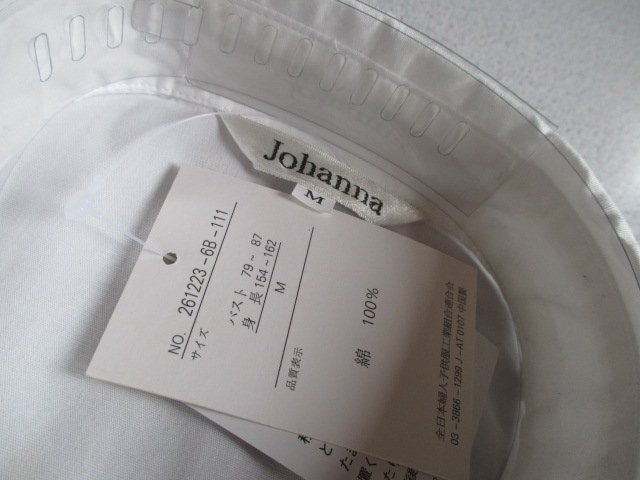 Johanna
M
NO. 261223-6B-111
サイズ
バスト 79~87
身長 154~162
M
品質表示
綿 100%
全日本婦人子供服工業組合連合会
03-3866-1299 J-AT 0107 中国製